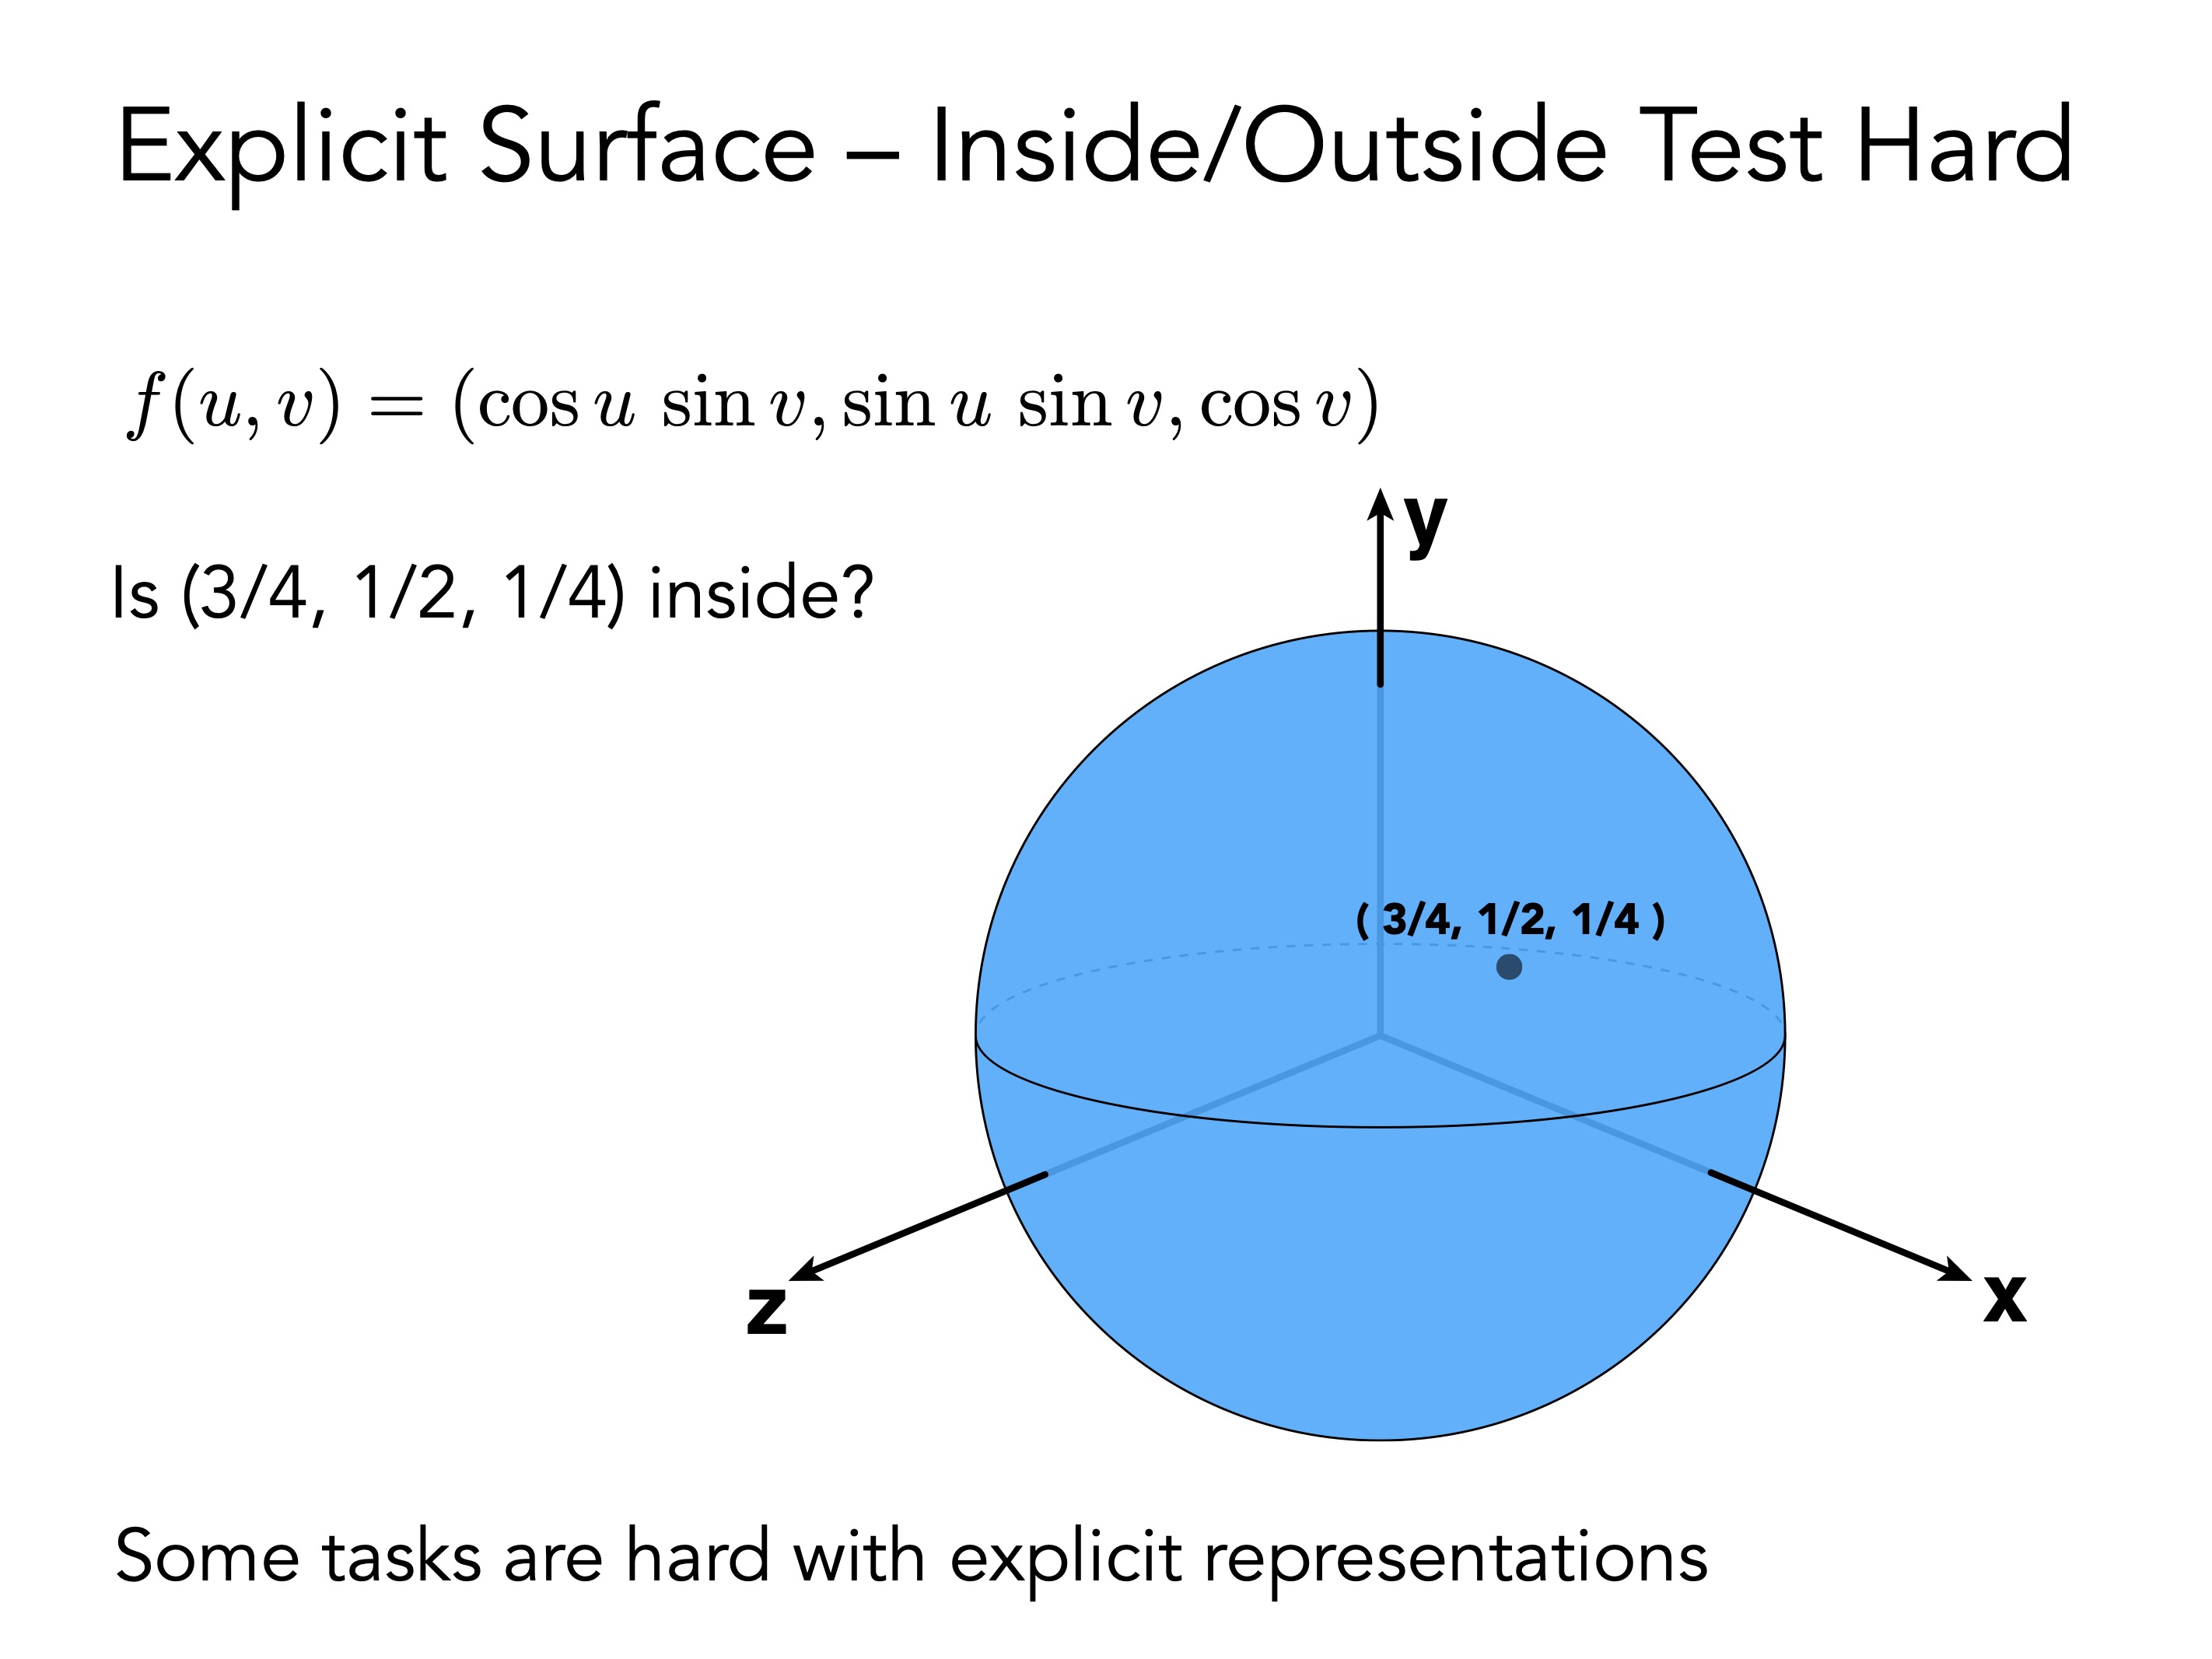 Explicit Surface – Inside/Outside Test Hard
f(u, v) = (cos u sin v, sin u sin v, cos v)
y
Is (3/4, 1/2, 1/4) inside?
( 3/4, 1/2, 1/4 )
z
x
Some tasks are hard with explicit representations